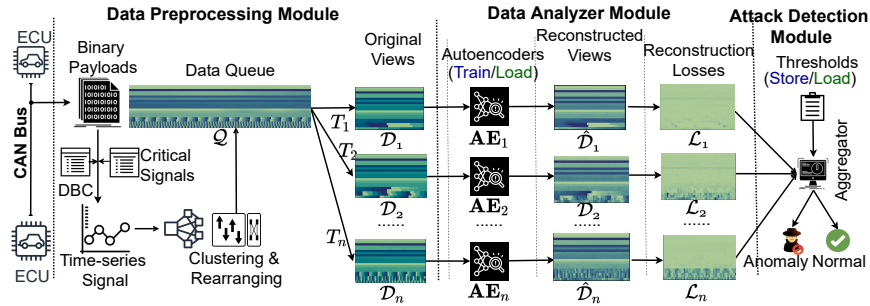 Data Preprocessing Module
Data Analyzer Module
Attack Detection
Module
ECU
CAN Bus
ECU
Binary
Payloads
Data Queue
Q
DBC
Critical
Signals
Time-series
Signal
Clustering &
Rearranging
Original
Views
T₁
T₂
Tₙ
𝒟₁
𝒟₂
......
𝒟ₙ
Autoencoders
(Train/Load)
AE₁
AE₂
......
AEₙ
Reconstructed
Views
𝒟̂₁
𝒟̂₂
......
𝒟̂ₙ
Reconstruction
Losses
ℒ₁
ℒ₂
......
ℒₙ
Thresholds
(Store/Load)
Aggregator
Anomaly Normal